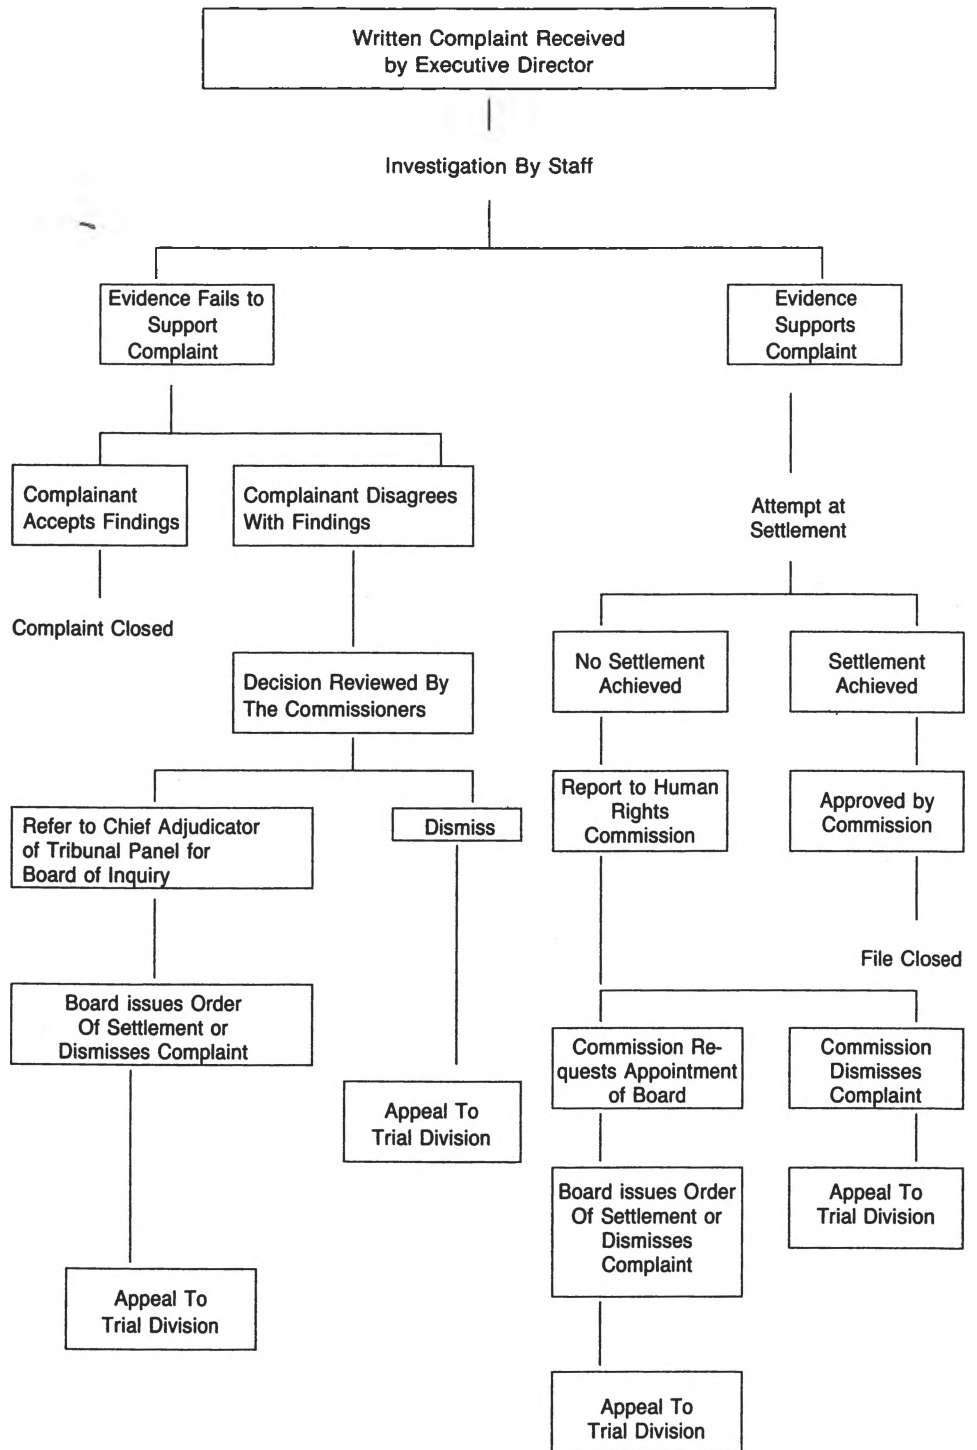 Written Complaint Received
by Executive Director
Investigation By Staff
Evidence Fails to
Support
Complaint
Evidence
Supports
Complaint
Complainant
Accepts Findings
Complainant Disagrees
With Findings
Attempt at
Settlement
Complaint Closed
Decision Reviewed By
The Commissioners
No Settlement
Achieved
Settlement
Achieved
Refer to Chief Adjudicator
of Tribunal Panel for
Board of Inquiry
Dismiss
Report to Human
Rights
Commission
Approved by
Commission
File Closed
Board issues Order
Of Settlement or
Dismisses Complaint
Commission Re-
quests Appointment
of Board
Commission
Dismisses
Complaint
Appeal To
Trial Division
Board issues Order
Of Settlement or
Dismisses
Complaint
Appeal To
Trial Division
Appeal To
Trial Division
Appeal To
Trial Division